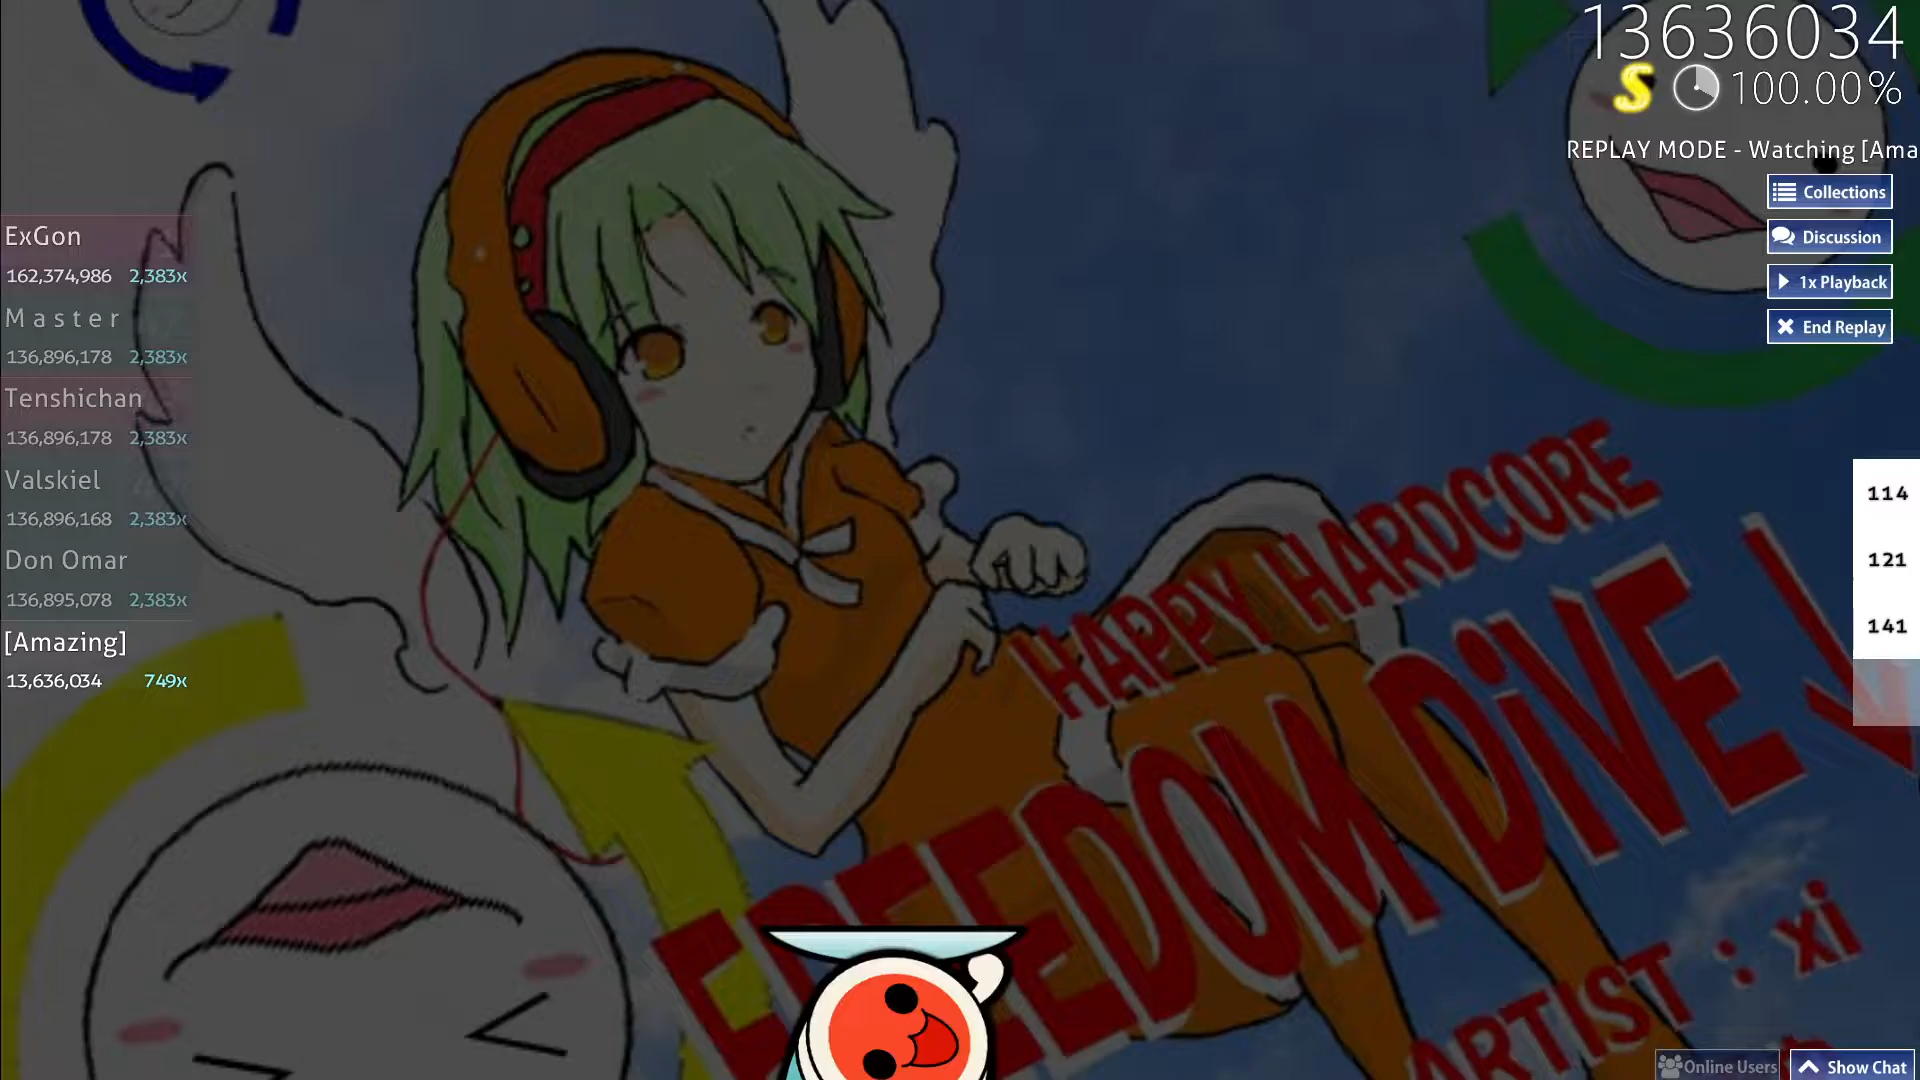 13636034
S 100.00%
REPLAY MODE - Watching [Ama
Collections
Discussion
1x Playback
End Replay
ExGon
162,374,986 2,383x
Master
136,896,178 2,383x
Tenshichan
136,896,178 2,383x
Valskiel
136,896,168 2,383x
Don Omar
136,895,078 2,383x
[Amazing]
13,636,034 749x
114
121
141
HAPPY HARDCORE
FREEDOM DiVE ↓
ARTIST : xi
Online Users
Show Chat